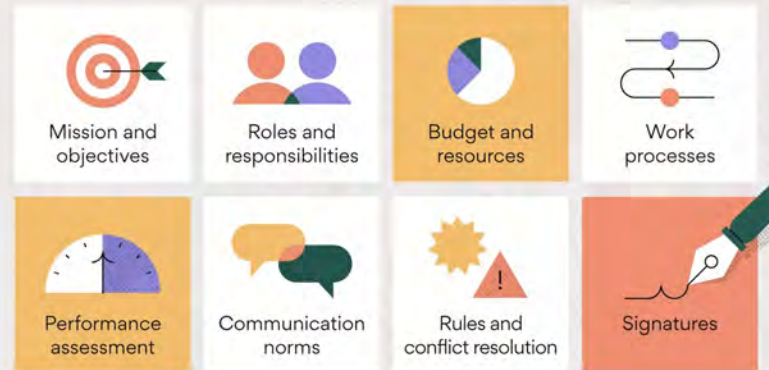 Mission and
objectives
Roles and
responsibilities
Budget and
resources
Work
processes
Performance
assessment
Communication
norms
Rules and
conflict resolution
Signatures